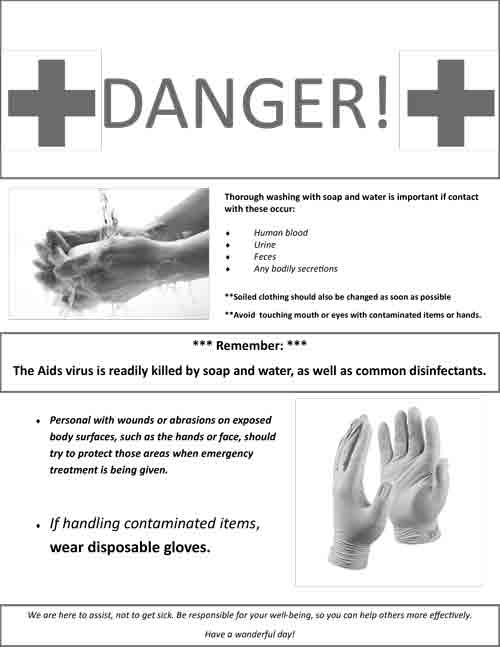 DANGER!
Thorough washing with soap and water is important if contact
with these occur:
♦ Human blood
♦ Urine
♦ Feces
♦ Any bodily secretions
**Soiled clothing should also be changed as soon as possible
**Avoid touching mouth or eyes with contaminated items or hands.
*** Remember: ***
The Aids virus is readily killed by soap and water, as well as common disinfectants.
♦ Personal with wounds or abrasions on exposed
body surfaces, such as the hands or face, should
try to protect those areas when emergency
treatment is being given.
♦ If handling contaminated items,
wear disposable gloves.
We are here to assist, not to get sick. Be responsible for your well-being, so you can help others more effectively.
Have a wonderful day!